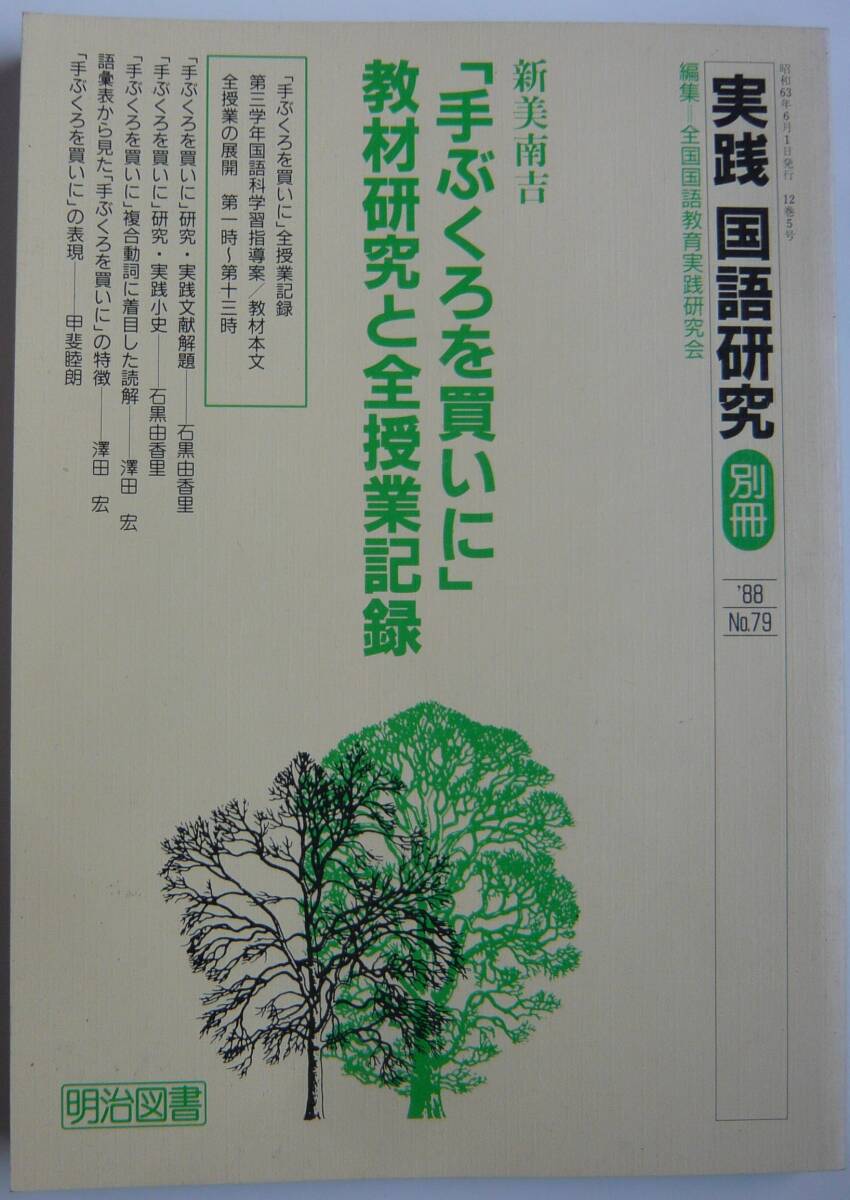 昭和63年6月1日発行 12巻5号
実践 国語研究 別冊
'88
No.79
編集=全国国語教育実践研究会
新美南吉
「手ぶくろを買いに」
教材研究と全授業記録
「手ぶくろを買いに」全授業記録
第三学年国語科学習指導案/教材本文
全授業の展開 第一時〜第十三時
「手ぶくろを買いに」研究・実践文献解題——石黒由香里
「手ぶくろを買いに」研究・実践小史——石黒由香里
「手ぶくろを買いに」複合動詞に着目した読解——澤田 宏
語彙表から見た「手ぶくろを買いに」の特徴——澤田 宏
「手ぶくろを買いに」の表現——甲斐睦朗
明治図書